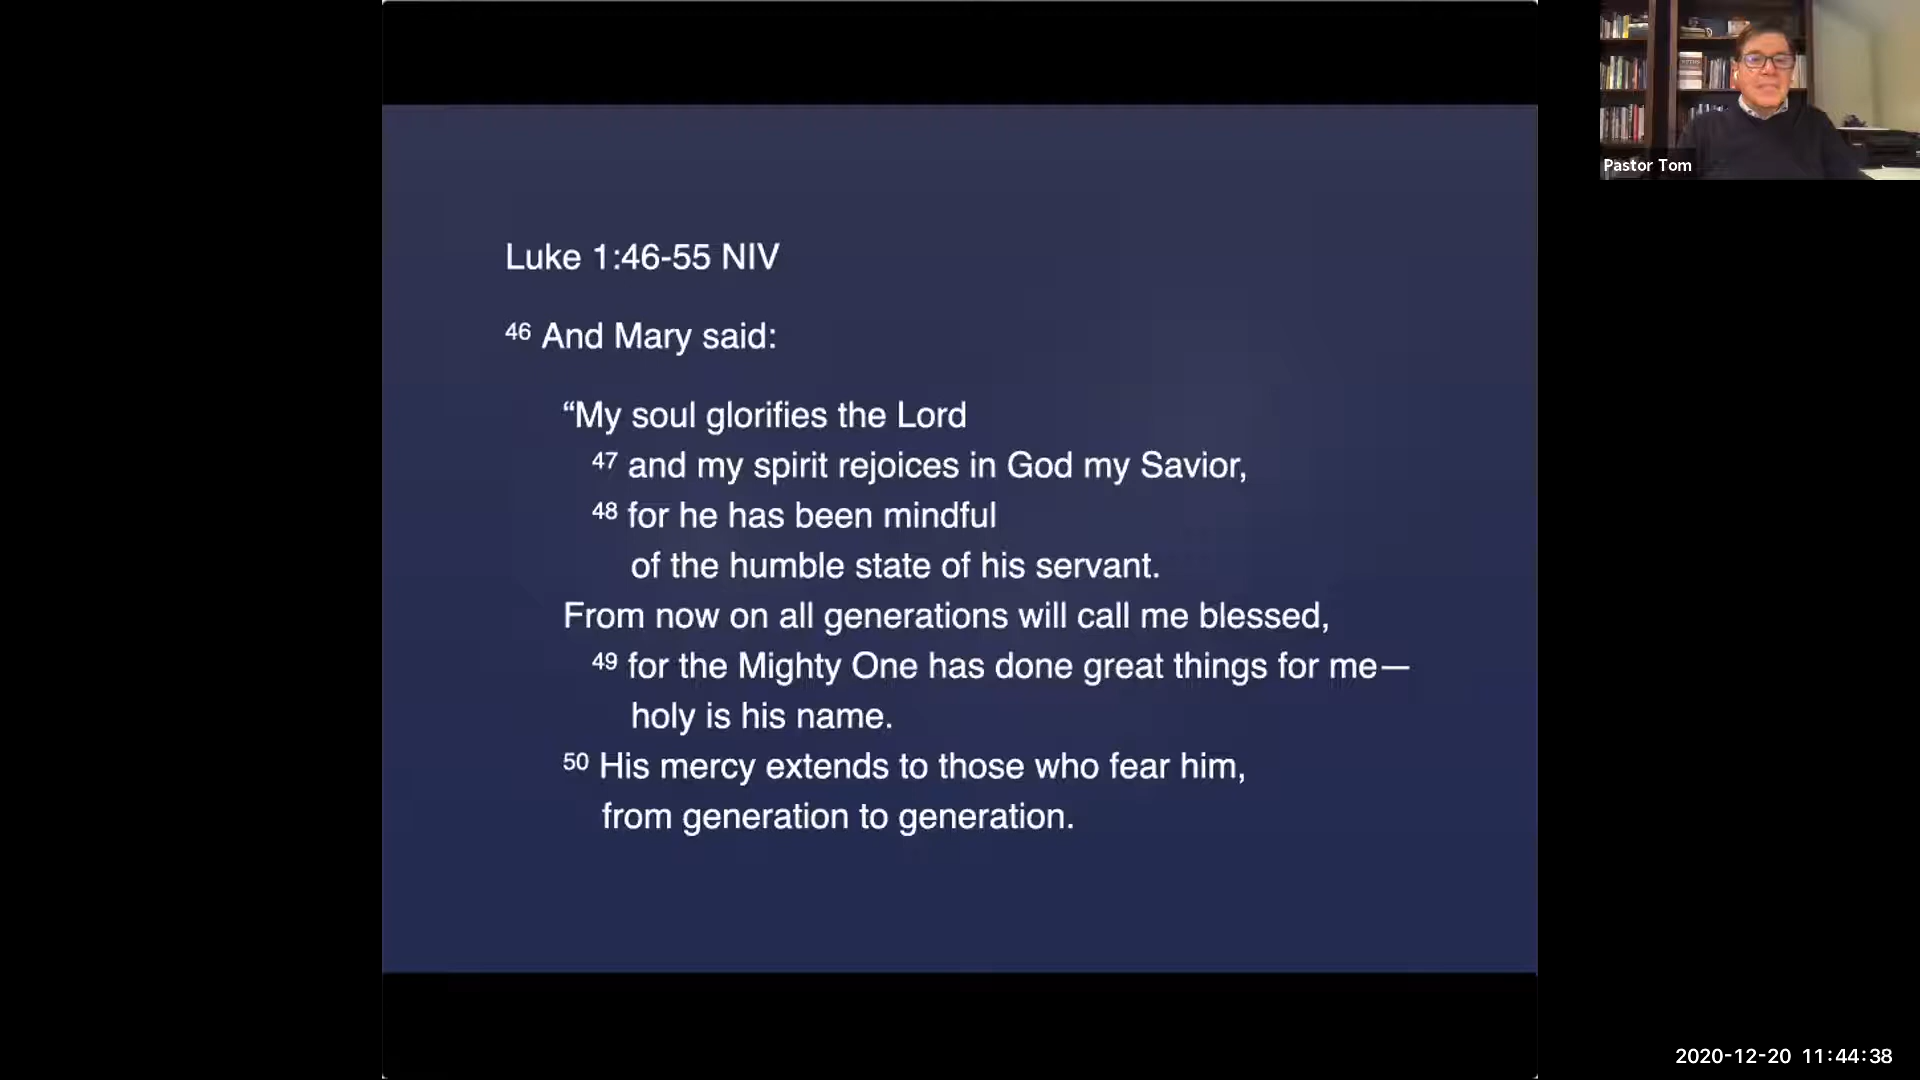 Luke 1:46-55 NIV
46 And Mary said:
“My soul glorifies the Lord
47 and my spirit rejoices in God my Savior,
48 for he has been mindful
of the humble state of his servant.
From now on all generations will call me blessed,
49 for the Mighty One has done great things for me—
holy is his name.
50 His mercy extends to those who fear him,
from generation to generation.
Pastor Tom
2020-12-20 11:44:38